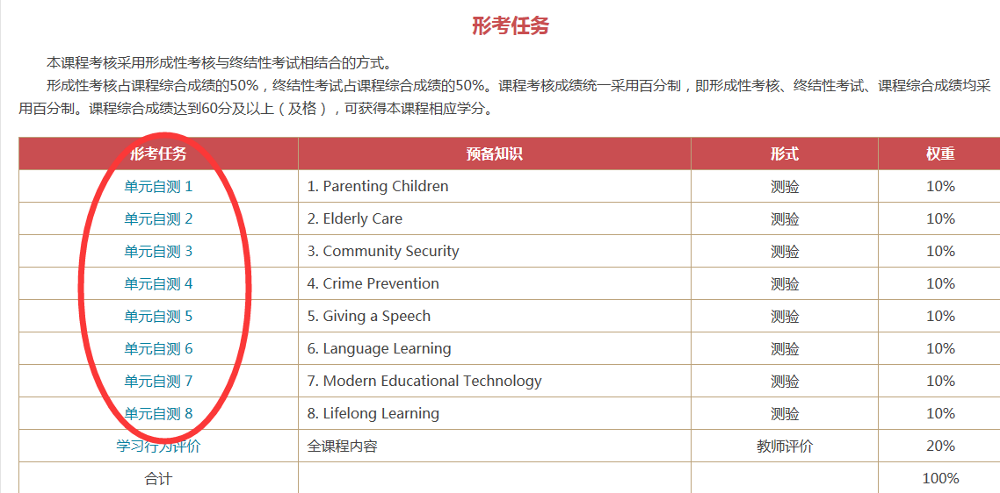 形考任务
本课程考核采用形成性考核与终结性考试相结合的方式。
形成性考核占课程综合成绩的50%，终结性考试占课程综合成绩的50%。课程考核成绩统一采用百分制，即形成性考核、终结性考试、课程综合成绩均采
用百分制。课程综合成绩达到60分及以上（及格），可获得本课程相应学分。
形考任务 预备知识 形式 权重
单元自测 1 1. Parenting Children 测验 10%
单元自测 2 2. Elderly Care 测验 10%
单元自测 3 3. Community Security 测验 10%
单元自测 4 4. Crime Prevention 测验 10%
单元自测 5 5. Giving a Speech 测验 10%
单元自测 6 6. Language Learning 测验 10%
单元自测 7 7. Modern Educational Technology 测验 10%
单元自测 8 8. Lifelong Learning 测验 10%
学习行为评价 全课程内容 教师评价 20%
合计 100%